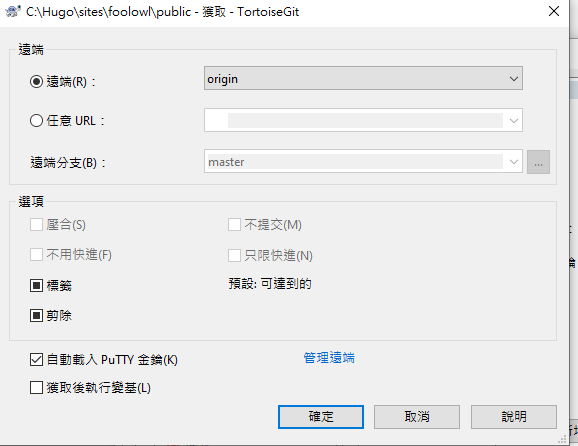 C:\Hugo\sites\foolowl\public - 獲取 - TortoiseGit
遠端
遠端(R)：
origin
任意 URL：
遠端分支(B)：
master
...
選項
壓合(S)
不提交(M)
不用快進(F)
只限快進(N)
標籤
預設: 可達到的
剪除
自動載入 PuTTY 金鑰(K)
管理遠端
獲取後執行變基(L)
確定
取消
說明